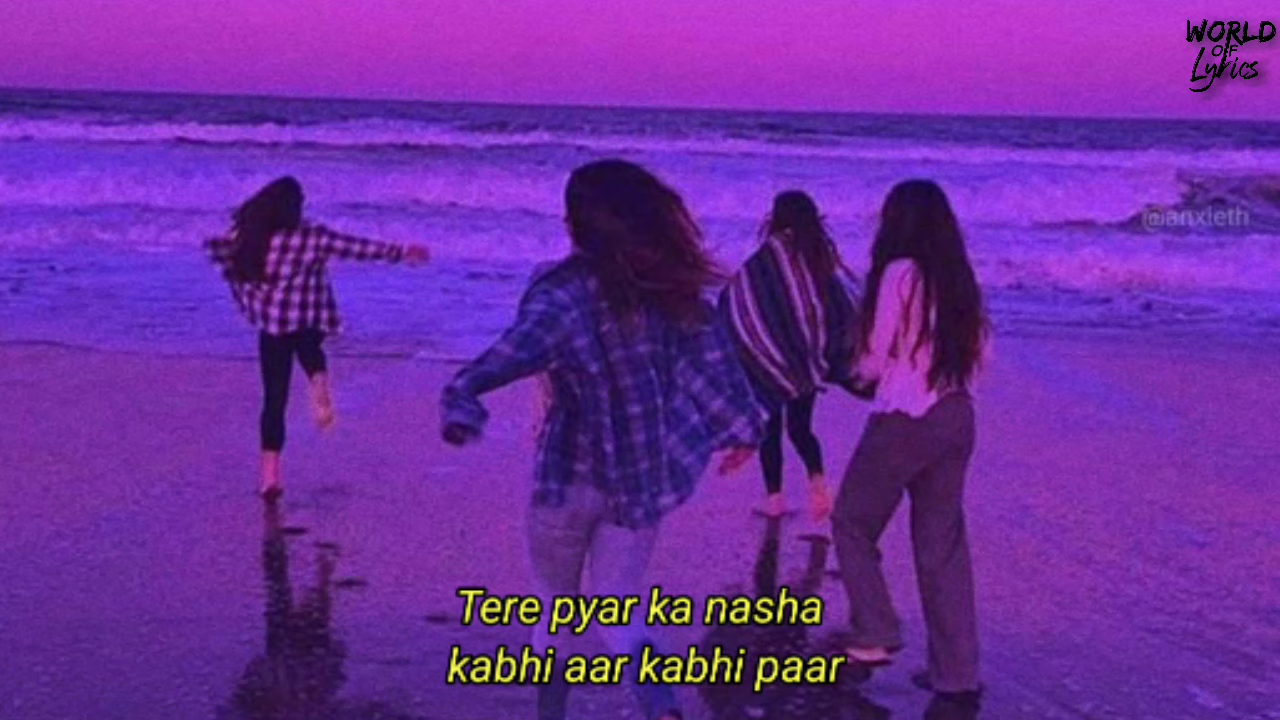 WORLD
OF
Lyrics
@anxieth
Tere pyar ka nasha
kabhi aar kabhi paar